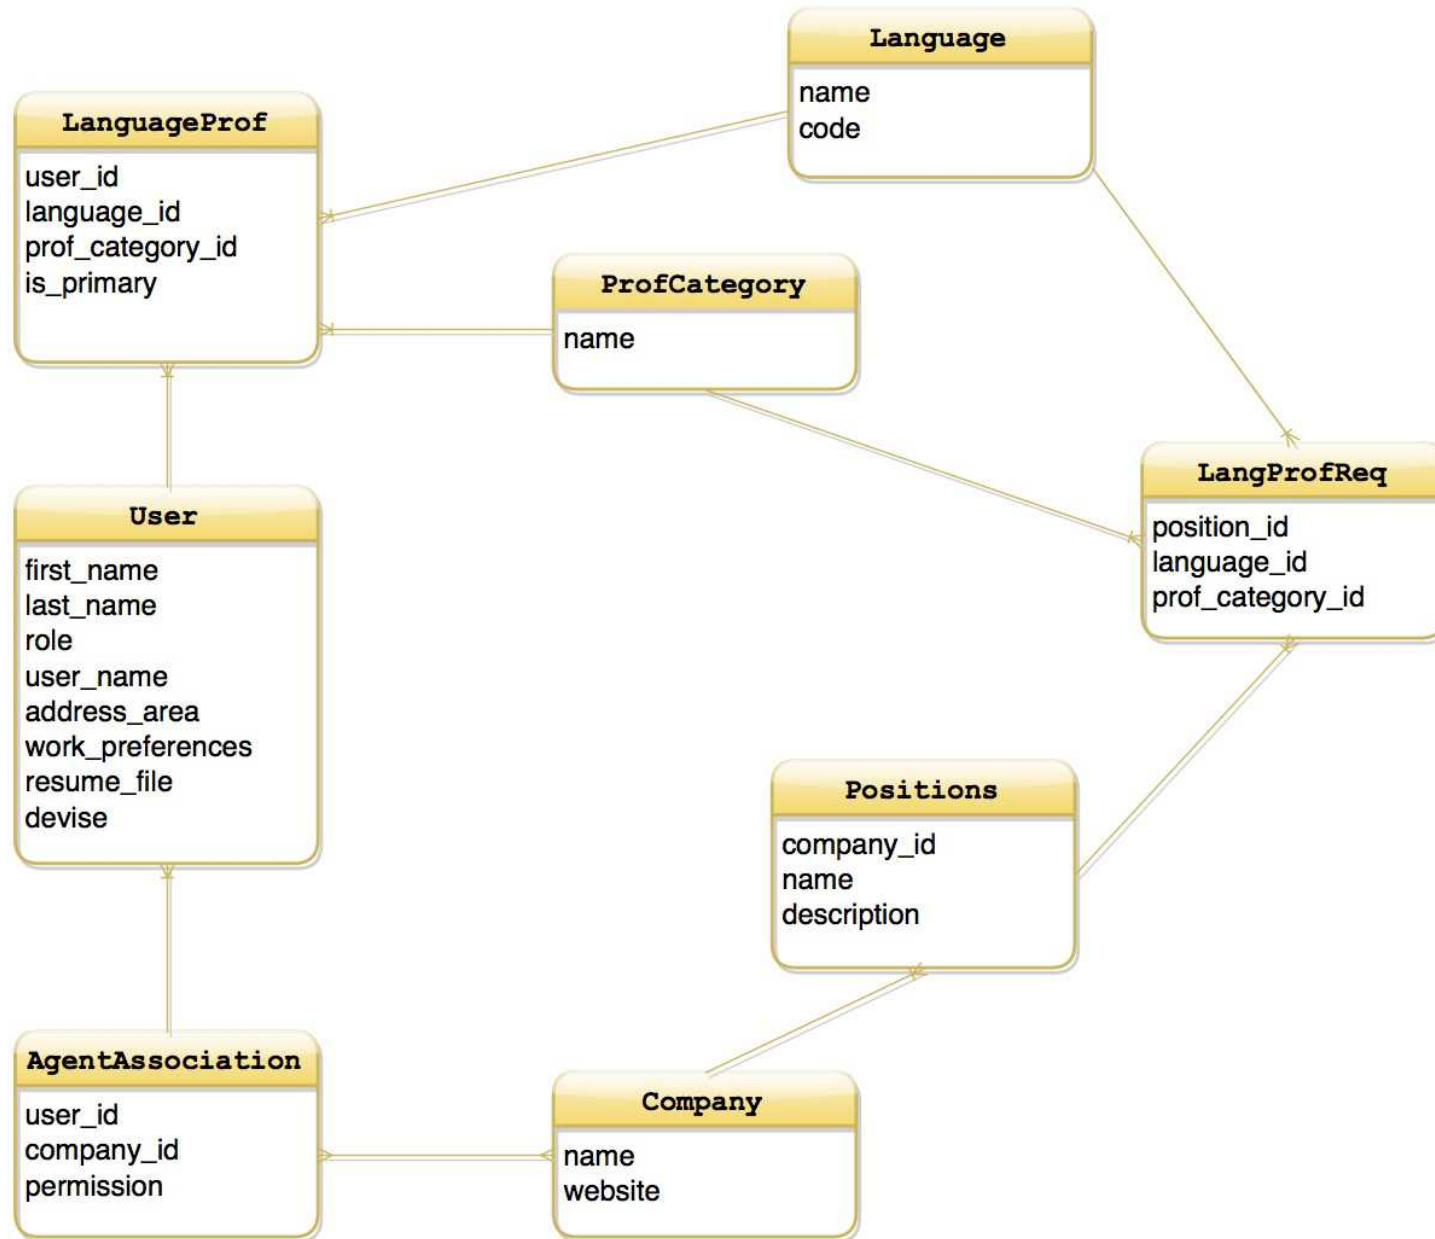 Language
name
code
LanguageProf
user_id
language_id
prof_category_id
is_primary
ProfCategory
name
LangProfReq
position_id
language_id
prof_category_id
User
first_name
last_name
role
user_name
address_area
work_preferences
resume_file
devise
Positions
company_id
name
description
AgentAssociation
user_id
company_id
permission
Company
name
website